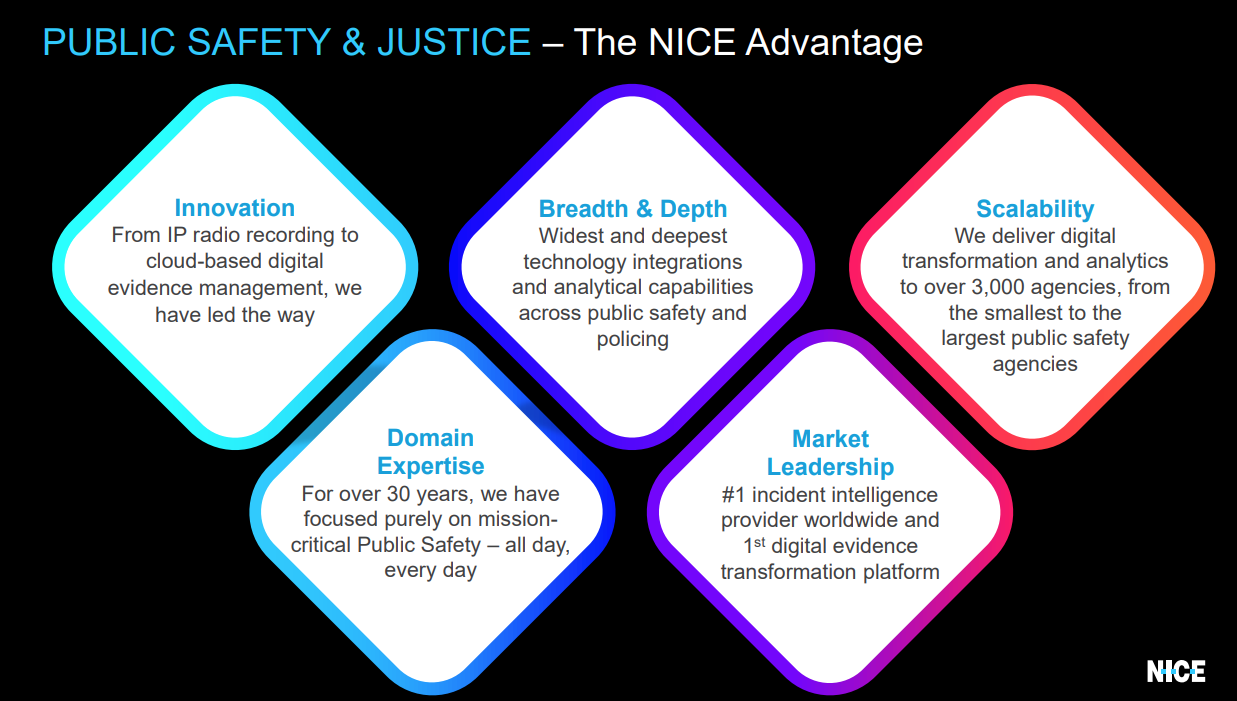 PUBLIC SAFETY & JUSTICE – The NICE Advantage
Innovation
From IP radio recording to
cloud-based digital
evidence management, we
have led the way
Breadth & Depth
Widest and deepest
technology integrations
and analytical capabilities
across public safety and
policing
Scalability
We deliver digital
transformation and analytics
to over 3,000 agencies, from
the smallest to the
largest public safety
agencies
Domain
Expertise
For over 30 years, we have
focused purely on mission-
critical Public Safety – all day,
every day
Market
Leadership
#1 incident intelligence
provider worldwide and
1st digital evidence
transformation platform
NICE